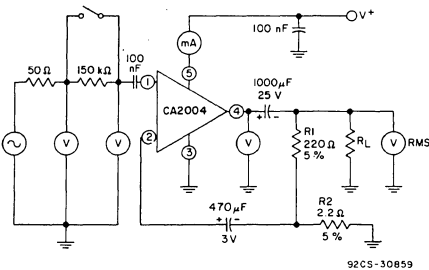 100 nF
V+
mA
50 Ω
150 kΩ
100
nF
1
5
CA2004
4
2
3
1000µF
25 V
+
-
V
V
V
R1
220Ω
5 %
RL
V
RMS
470µF
+
-
3V
R2
2.2Ω
5 %
92CS-30859